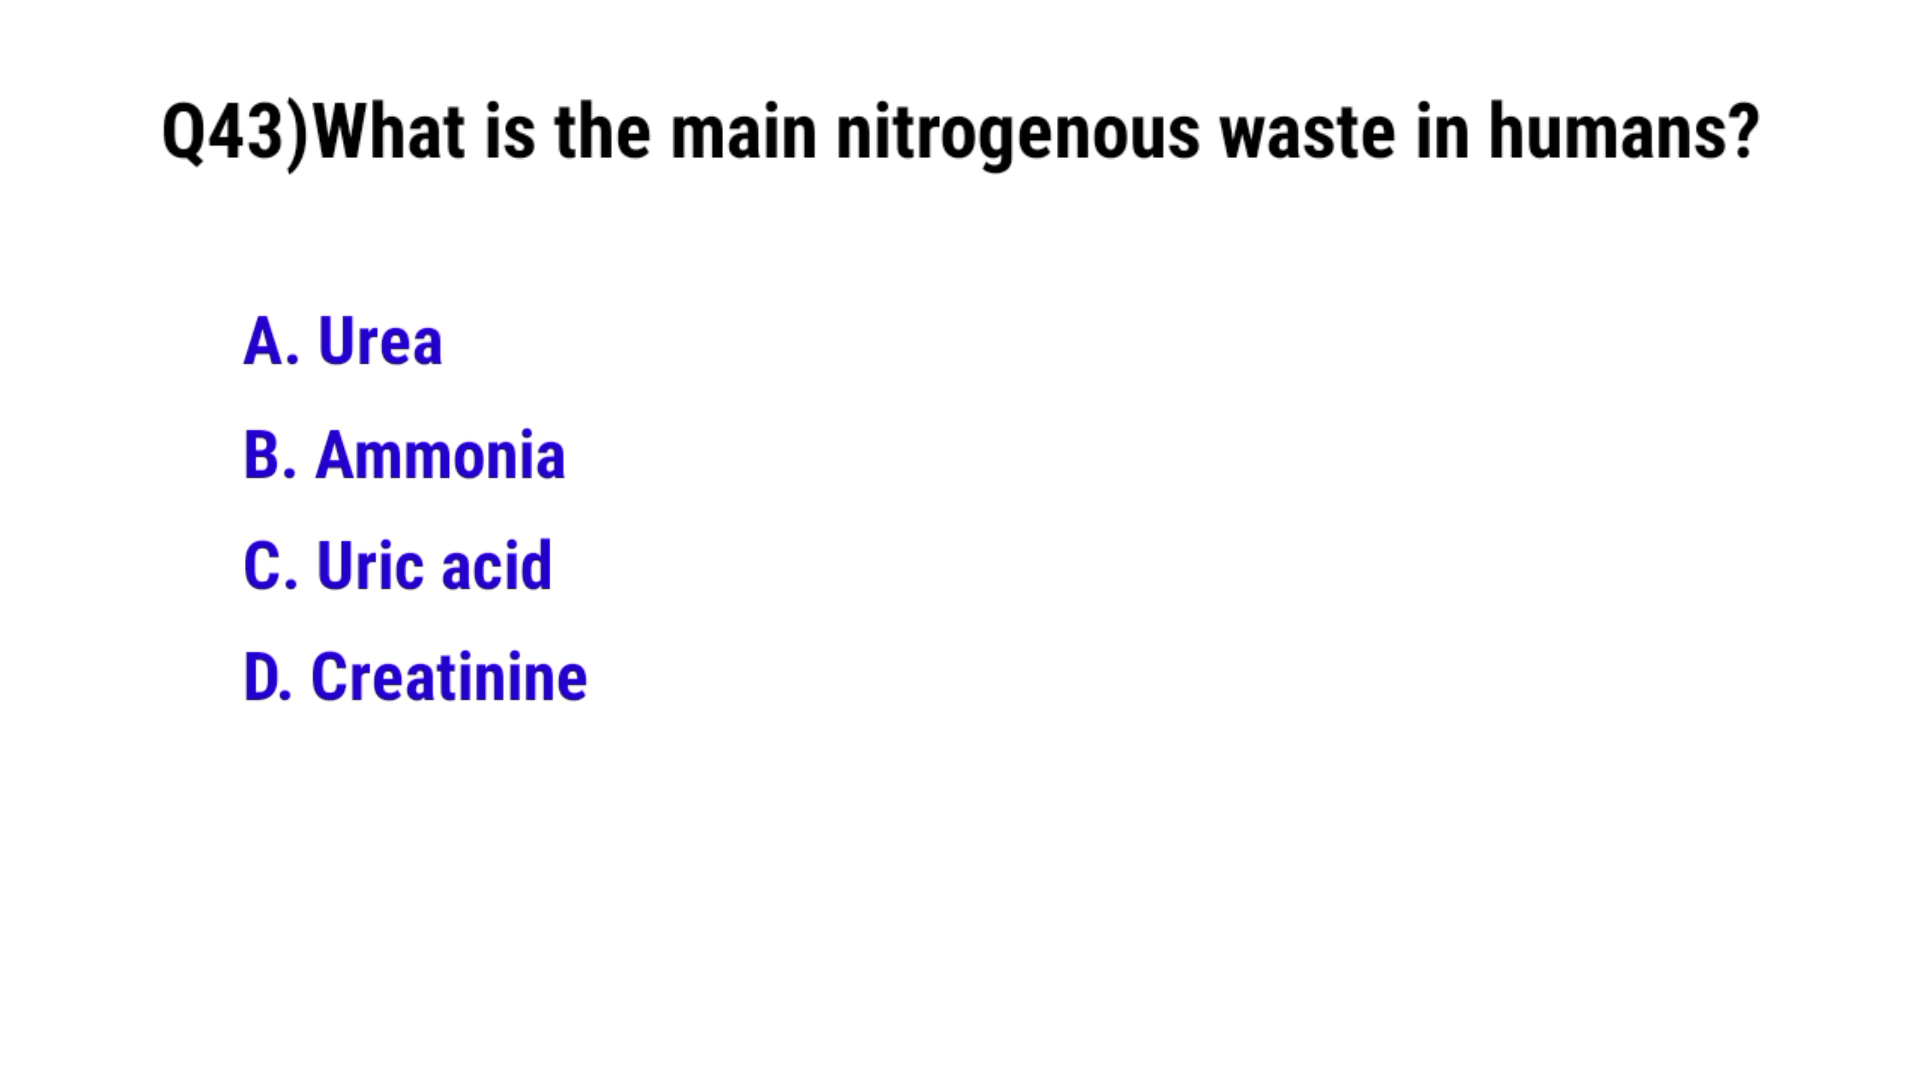 Q43)What is the main nitrogenous waste in humans?
A. Urea
B. Ammonia
C. Uric acid
D. Creatinine